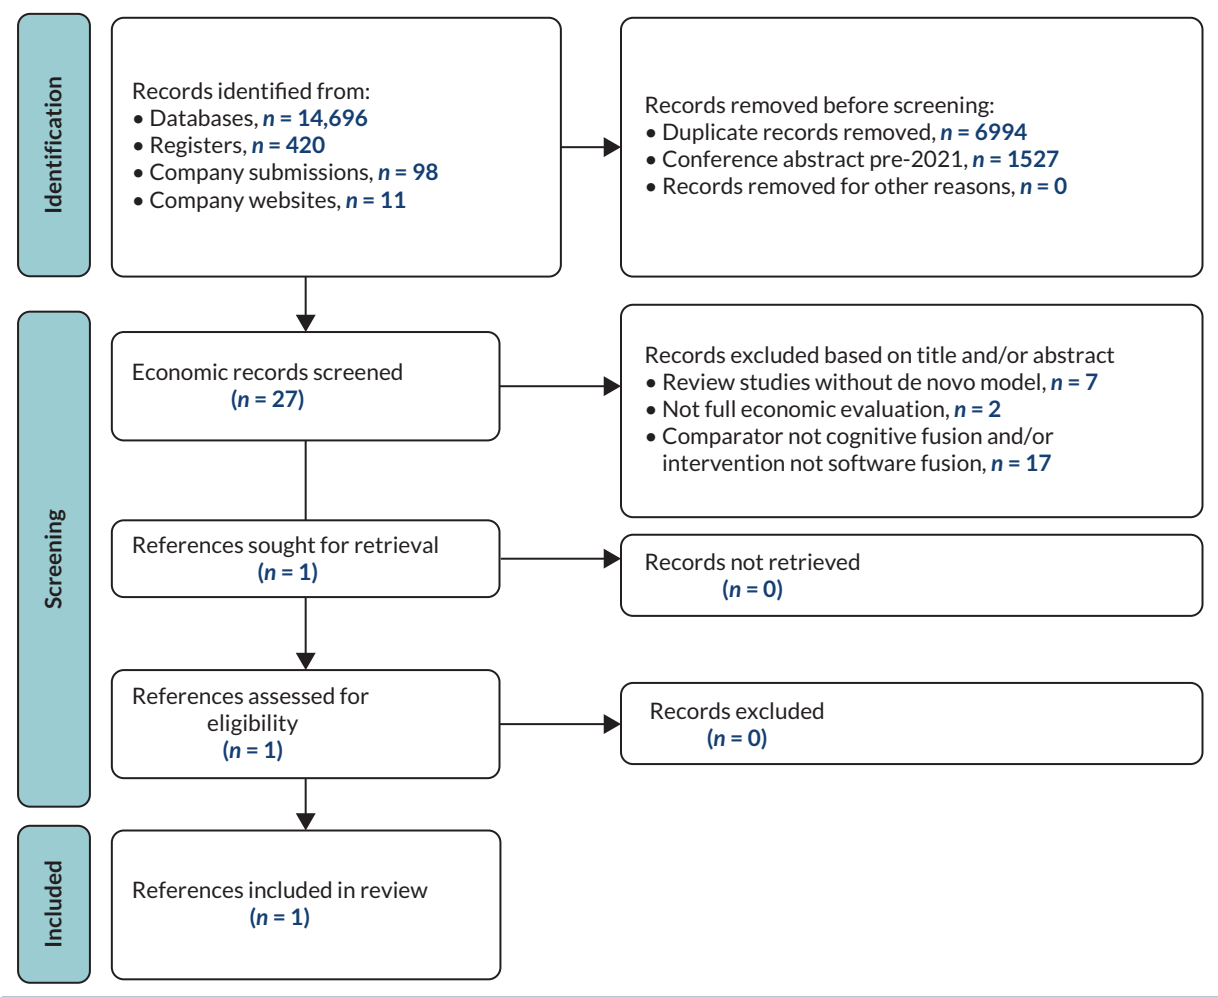 Identification
Records identified from:
• Databases, n = 14,696
• Registers, n = 420
• Company submissions, n = 98
• Company websites, n = 11
Records removed before screening:
• Duplicate records removed, n = 6994
• Conference abstract pre-2021, n = 1527
• Records removed for other reasons, n = 0
Screening
Economic records screened
(n = 27)
Records excluded based on title and/or abstract
• Review studies without de novo model, n = 7
• Not full economic evaluation, n = 2
• Comparator not cognitive fusion and/or
intervention not software fusion, n = 17
References sought for retrieval
(n = 1)
Records not retrieved
(n = 0)
References assessed for
eligibility
(n = 1)
Records excluded
(n = 0)
Included
References included in review
(n = 1)